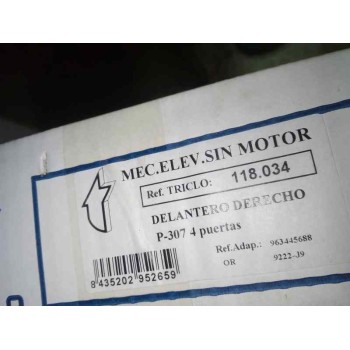 MEC.ELEV.SIN MOTOR
Ref. TRICLO: 118.034
DELANTERO DERECHO
P-307 4 puertas
Ref.Adap.: 963445688
OR 9222-J9
8 435202 952659